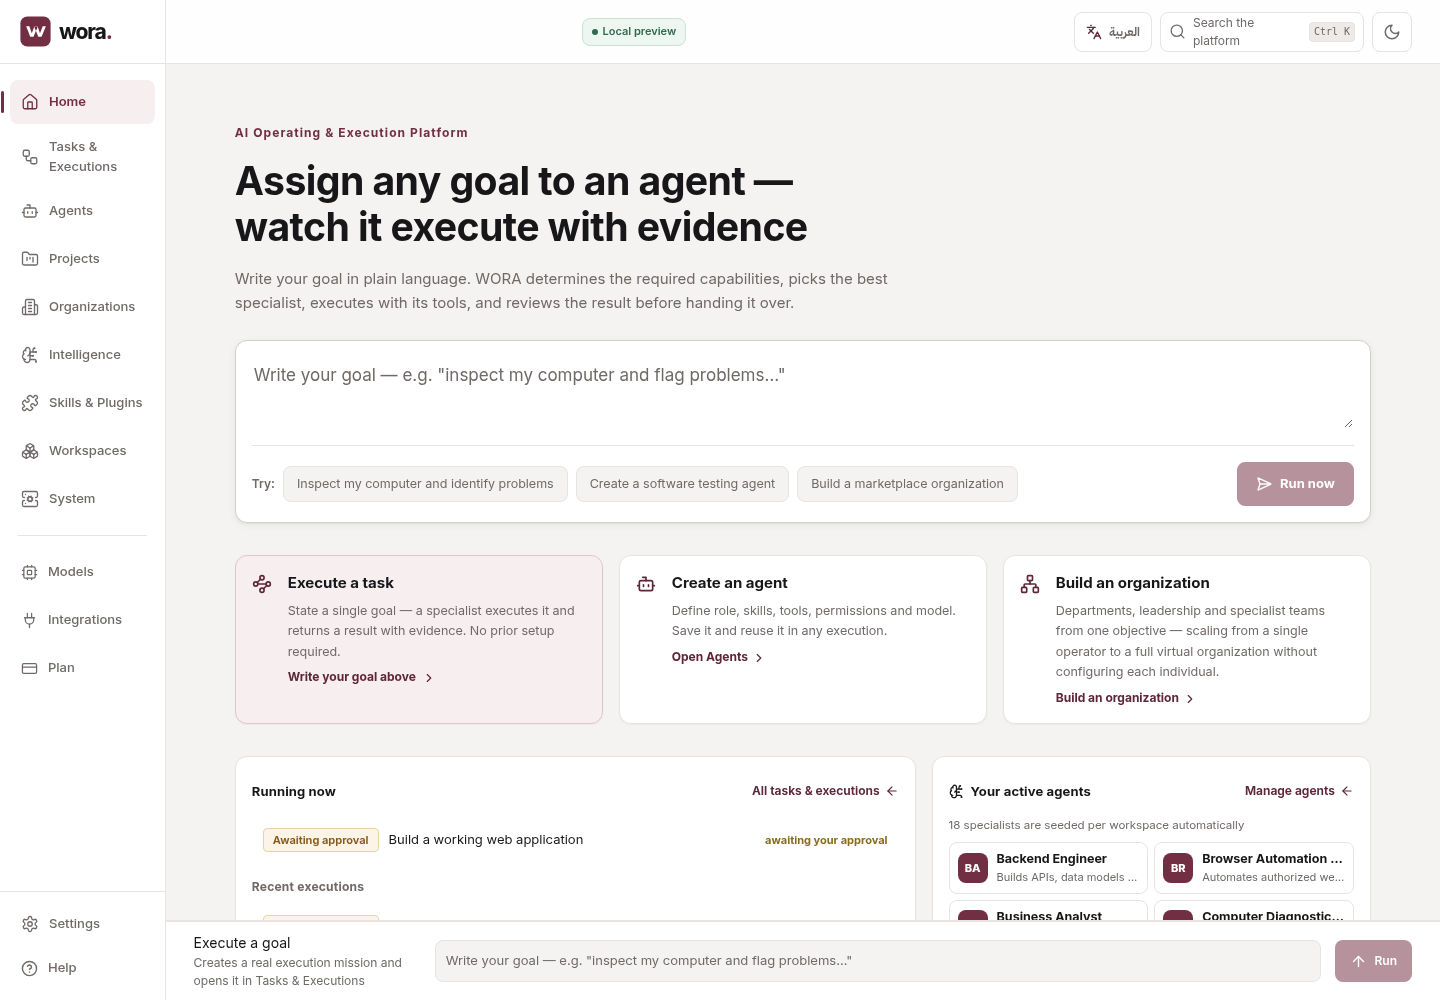 wora.
Local preview
العربية
Search the
platform
Ctrl K
Home
Tasks &
Executions
Agents
Projects
Organizations
Intelligence
Skills & Plugins
Workspaces
System
Models
Integrations
Plan
Settings
Help
AI Operating & Execution Platform
Assign any goal to an agent —
watch it execute with evidence
Write your goal in plain language. WORA determines the required capabilities, picks the best
specialist, executes with its tools, and reviews the result before handing it over.
Write your goal — e.g. "inspect my computer and flag problems..."
Try:
Inspect my computer and identify problems
Create a software testing agent
Build a marketplace organization
Run now
Execute a task
State a single goal — a specialist executes it and
returns a result with evidence. No prior setup
required.
Write your goal above
Create an agent
Define role, skills, tools, permissions and model.
Save it and reuse it in any execution.
Open Agents
Build an organization
Departments, leadership and specialist teams
from one objective — scaling from a single
operator to a full virtual organization without
configuring each individual.
Build an organization
Running now
All tasks & executions
Awaiting approval
Build a working web application
awaiting your approval
Recent executions
Your active agents
Manage agents
18 specialists are seeded per workspace automatically
BA
Backend Engineer
Builds APIs, data models ...
BR
Browser Automation ...
Automates authorized we...
Business Analyst
Computer Diagnostic...
Execute a goal
Creates a real execution mission and
opens it in Tasks & Executions
Write your goal — e.g. "inspect my computer and flag problems..."
Run